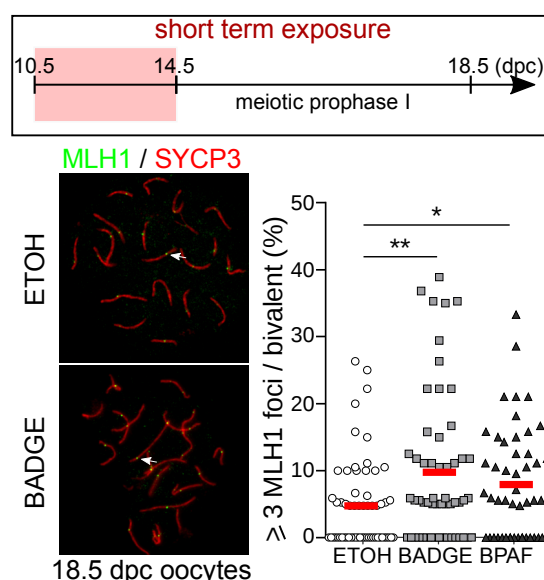 short term exposure
10.5 14.5 18.5 (dpc)
meiotic prophase I
MLH1 / SYCP3
ETOH
BADGE
18.5 dpc oocytes
≥ 3 MLH1 foci / bivalent (%)
50
40
30
20
10
0
*
**
ETOH BADGE BPAF